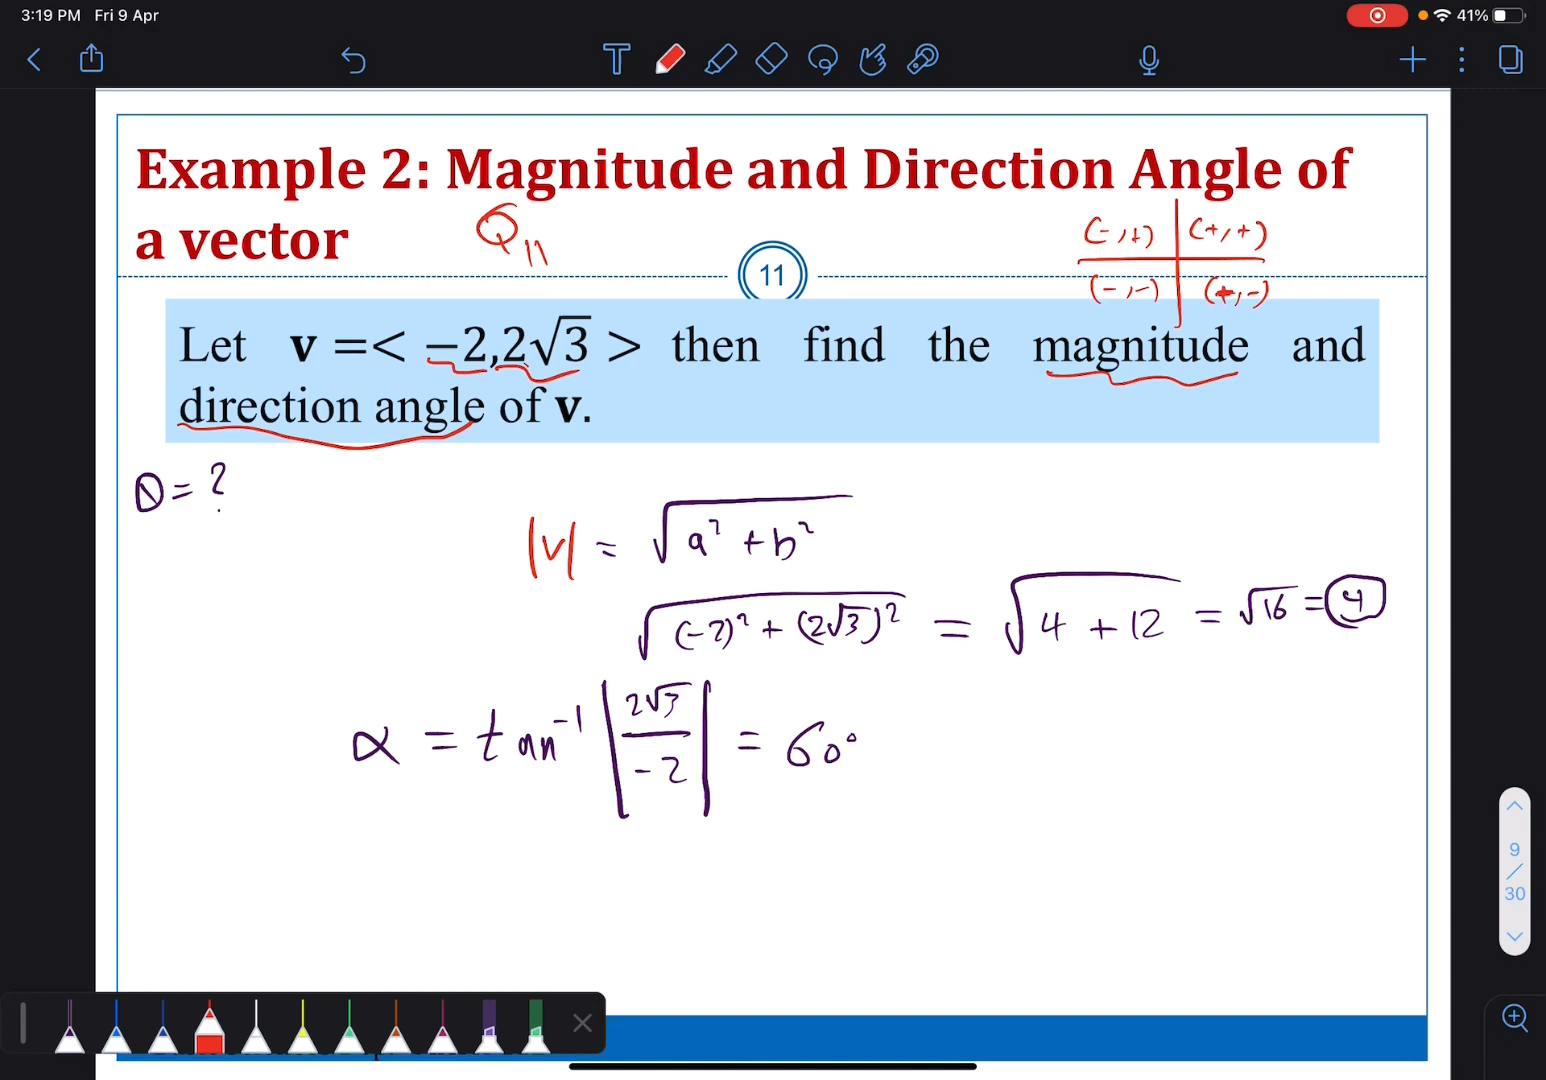 3:19 PM Fri 9 Apr
41%
T
Example 2: Magnitude and Direction Angle of
a vector
Q11
(-,+) (+,+)
(-,-) (+,-)
11
Let v =< −2,2√3 > then find the magnitude and
direction angle of v.
θ = ?
|v| = √a² + b²
√(-2)² + (2√3)² = √4 + 12 = √16 = 4
α = tan⁻¹ |2√3 / -2| = 60°
9
/
30